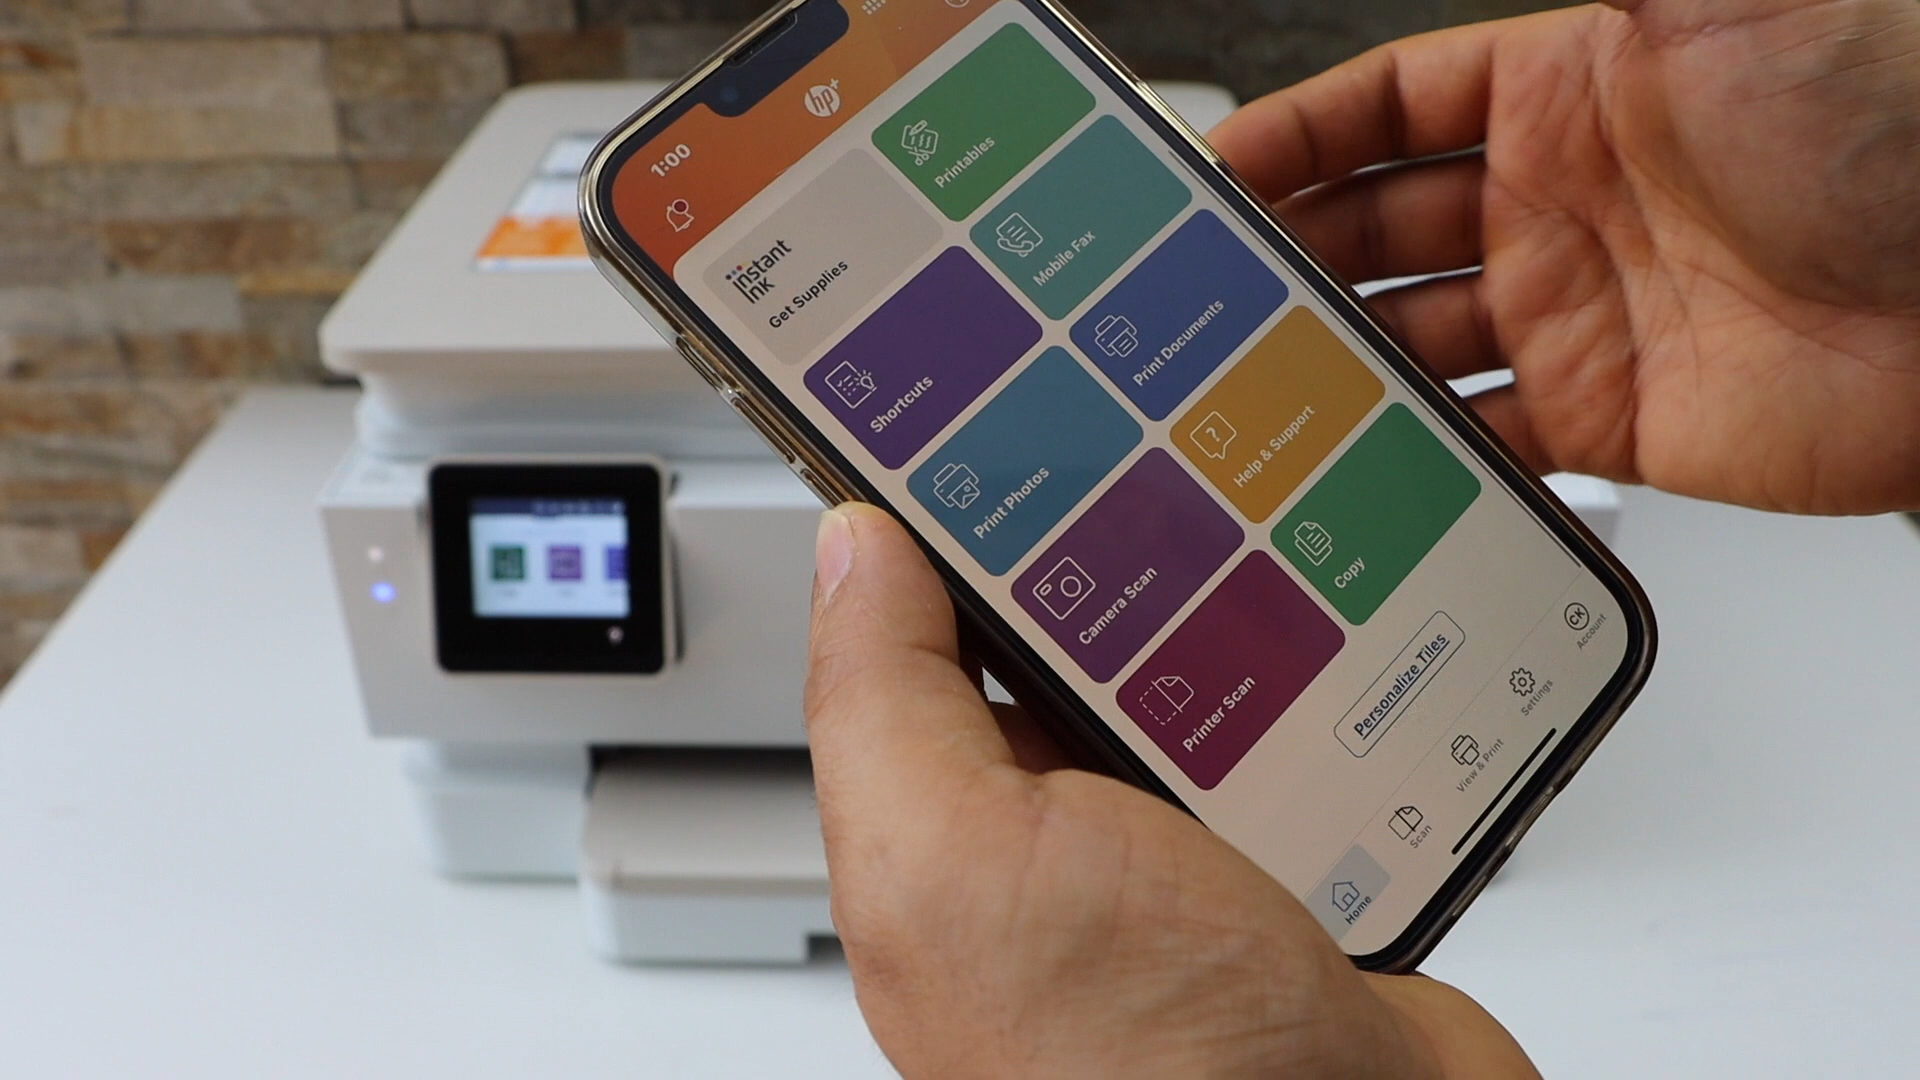 1:00
hp+
Instant
Ink
Get Supplies
Printables
Shortcuts
Mobile Fax
Print Photos
Print Documents
Camera Scan
Help & Support
Printer Scan
Copy
Personalize Tiles
Home
Scan
View & Print
Settings
CK
Account